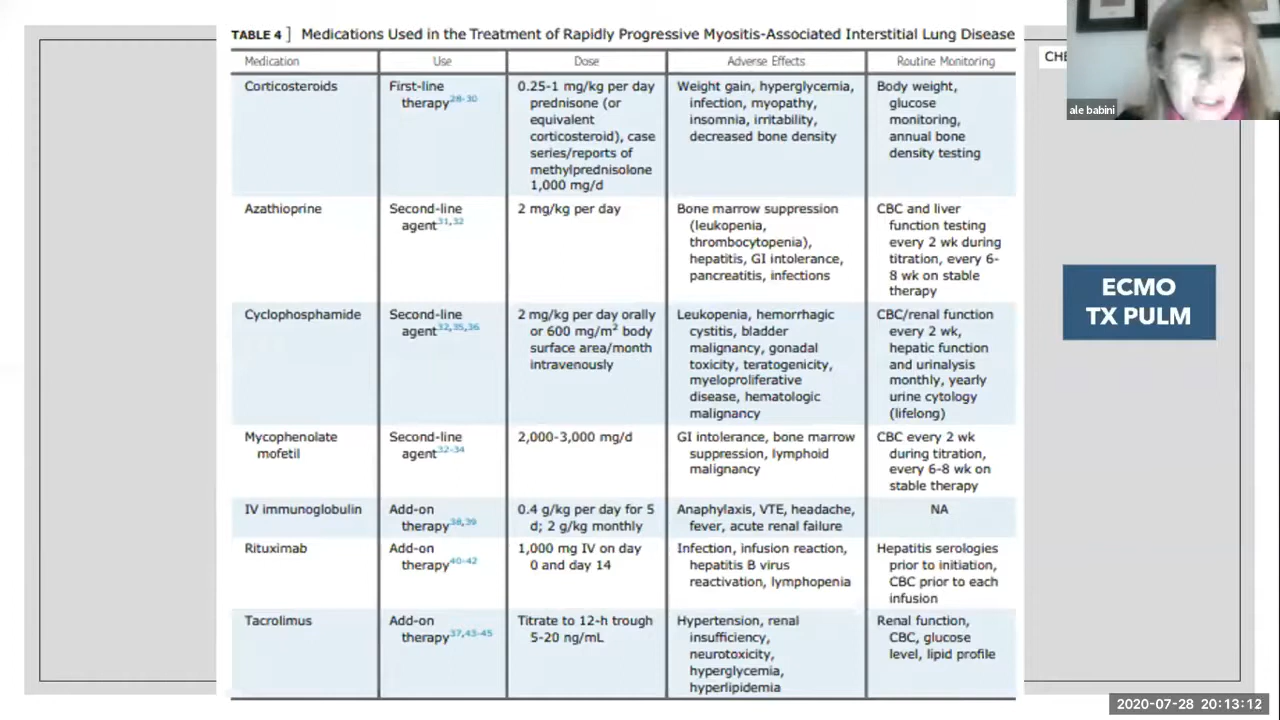 TABLE 4 ] Medications Used in the Treatment of Rapidly Progressive Myositis-Associated Interstitial Lung Disease
Medication
Use
Dose
Adverse Effects
Routine Monitoring
Corticosteroids
First-line
therapy28-30
0.25-1 mg/kg per day
prednisone (or
equivalent
corticosteroid), case
series/reports of
methylprednisolone
1,000 mg/d
Weight gain, hyperglycemia,
infection, myopathy,
insomnia, irritability,
decreased bone density
Body weight,
glucose
monitoring,
annual bone
density testing
Azathioprine
Second-line
agent31,32
2 mg/kg per day
Bone marrow suppression
(leukopenia,
thrombocytopenia),
hepatitis, GI intolerance,
pancreatitis, infections
CBC and liver
function testing
every 2 wk during
titration, every 6-
8 wk on stable
therapy
Cyclophosphamide
Second-line
agent32,35,36
2 mg/kg per day orally
or 600 mg/m2 body
surface area/month
intravenously
Leukopenia, hemorrhagic
cystitis, bladder
malignancy, gonadal
toxicity, teratogenicity,
myeloproliferative
disease, hematologic
malignancy
CBC/renal function
every 2 wk,
hepatic function
and urinalysis
monthly, yearly
urine cytology
(lifelong)
Mycophenolate
mofetil
Second-line
agent32-34
2,000-3,000 mg/d
GI intolerance, bone marrow
suppression, lymphoid
malignancy
CBC every 2 wk
during titration,
every 6-8 wk on
stable therapy
IV immunoglobulin
Add-on
therapy38,39
0.4 g/kg per day for 5
d; 2 g/kg monthly
Anaphylaxis, VTE, headache,
fever, acute renal failure
NA
Rituximab
Add-on
therapy40-42
1,000 mg IV on day
0 and day 14
Infection, infusion reaction,
hepatitis B virus
reactivation, lymphopenia
Hepatitis serologies
prior to initiation,
CBC prior to each
infusion
Tacrolimus
Add-on
therapy37,43-45
Titrate to 12-h trough
5-20 ng/mL
Hypertension, renal
insufficiency,
neurotoxicity,
hyperglycemia,
hyperlipidemia
Renal function,
CBC, glucose
level, lipid profile
ale babini
ECMO
TX PULM
2020-07-28 20:13:12